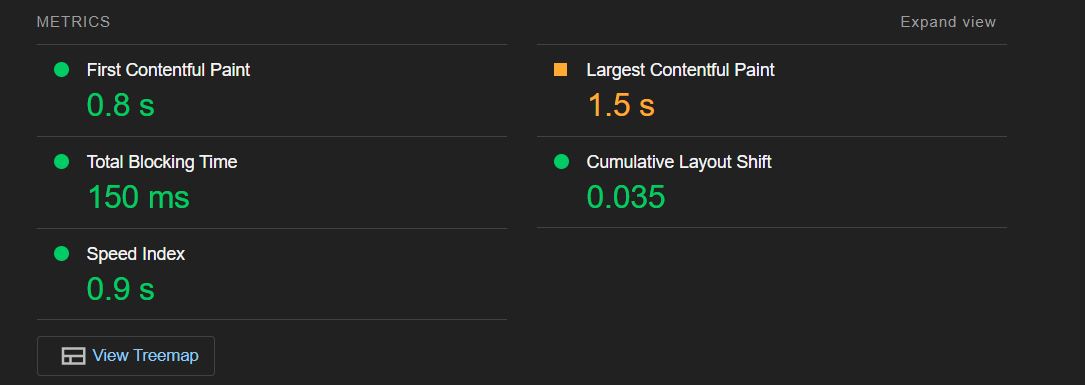 METRICS
Expand view
First Contentful Paint
0.8 s
Largest Contentful Paint
1.5 s
Total Blocking Time
150 ms
Cumulative Layout Shift
0.035
Speed Index
0.9 s
View Treemap